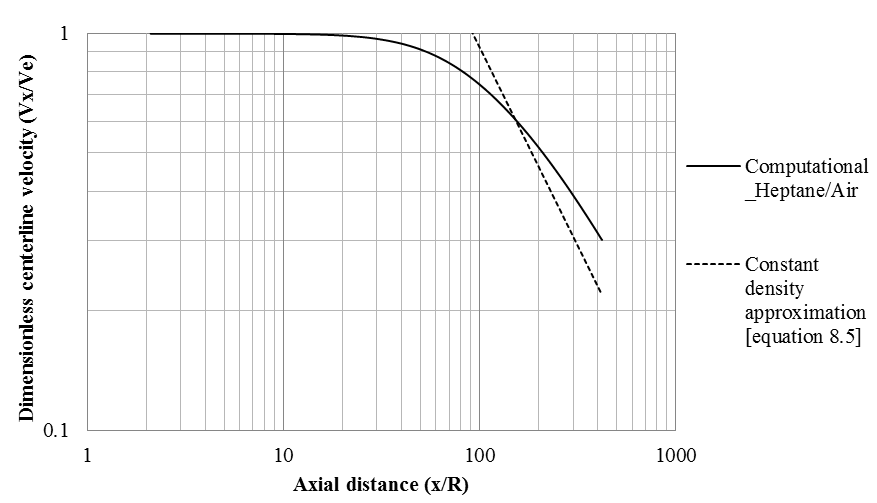 Dimensionless centerline velocity (Vx/Ve)
1
0.1
1
10
100
1000
Axial distance (x/R)
Computational
_Heptane/Air
Constant
density
approximation
[equation 8.5]